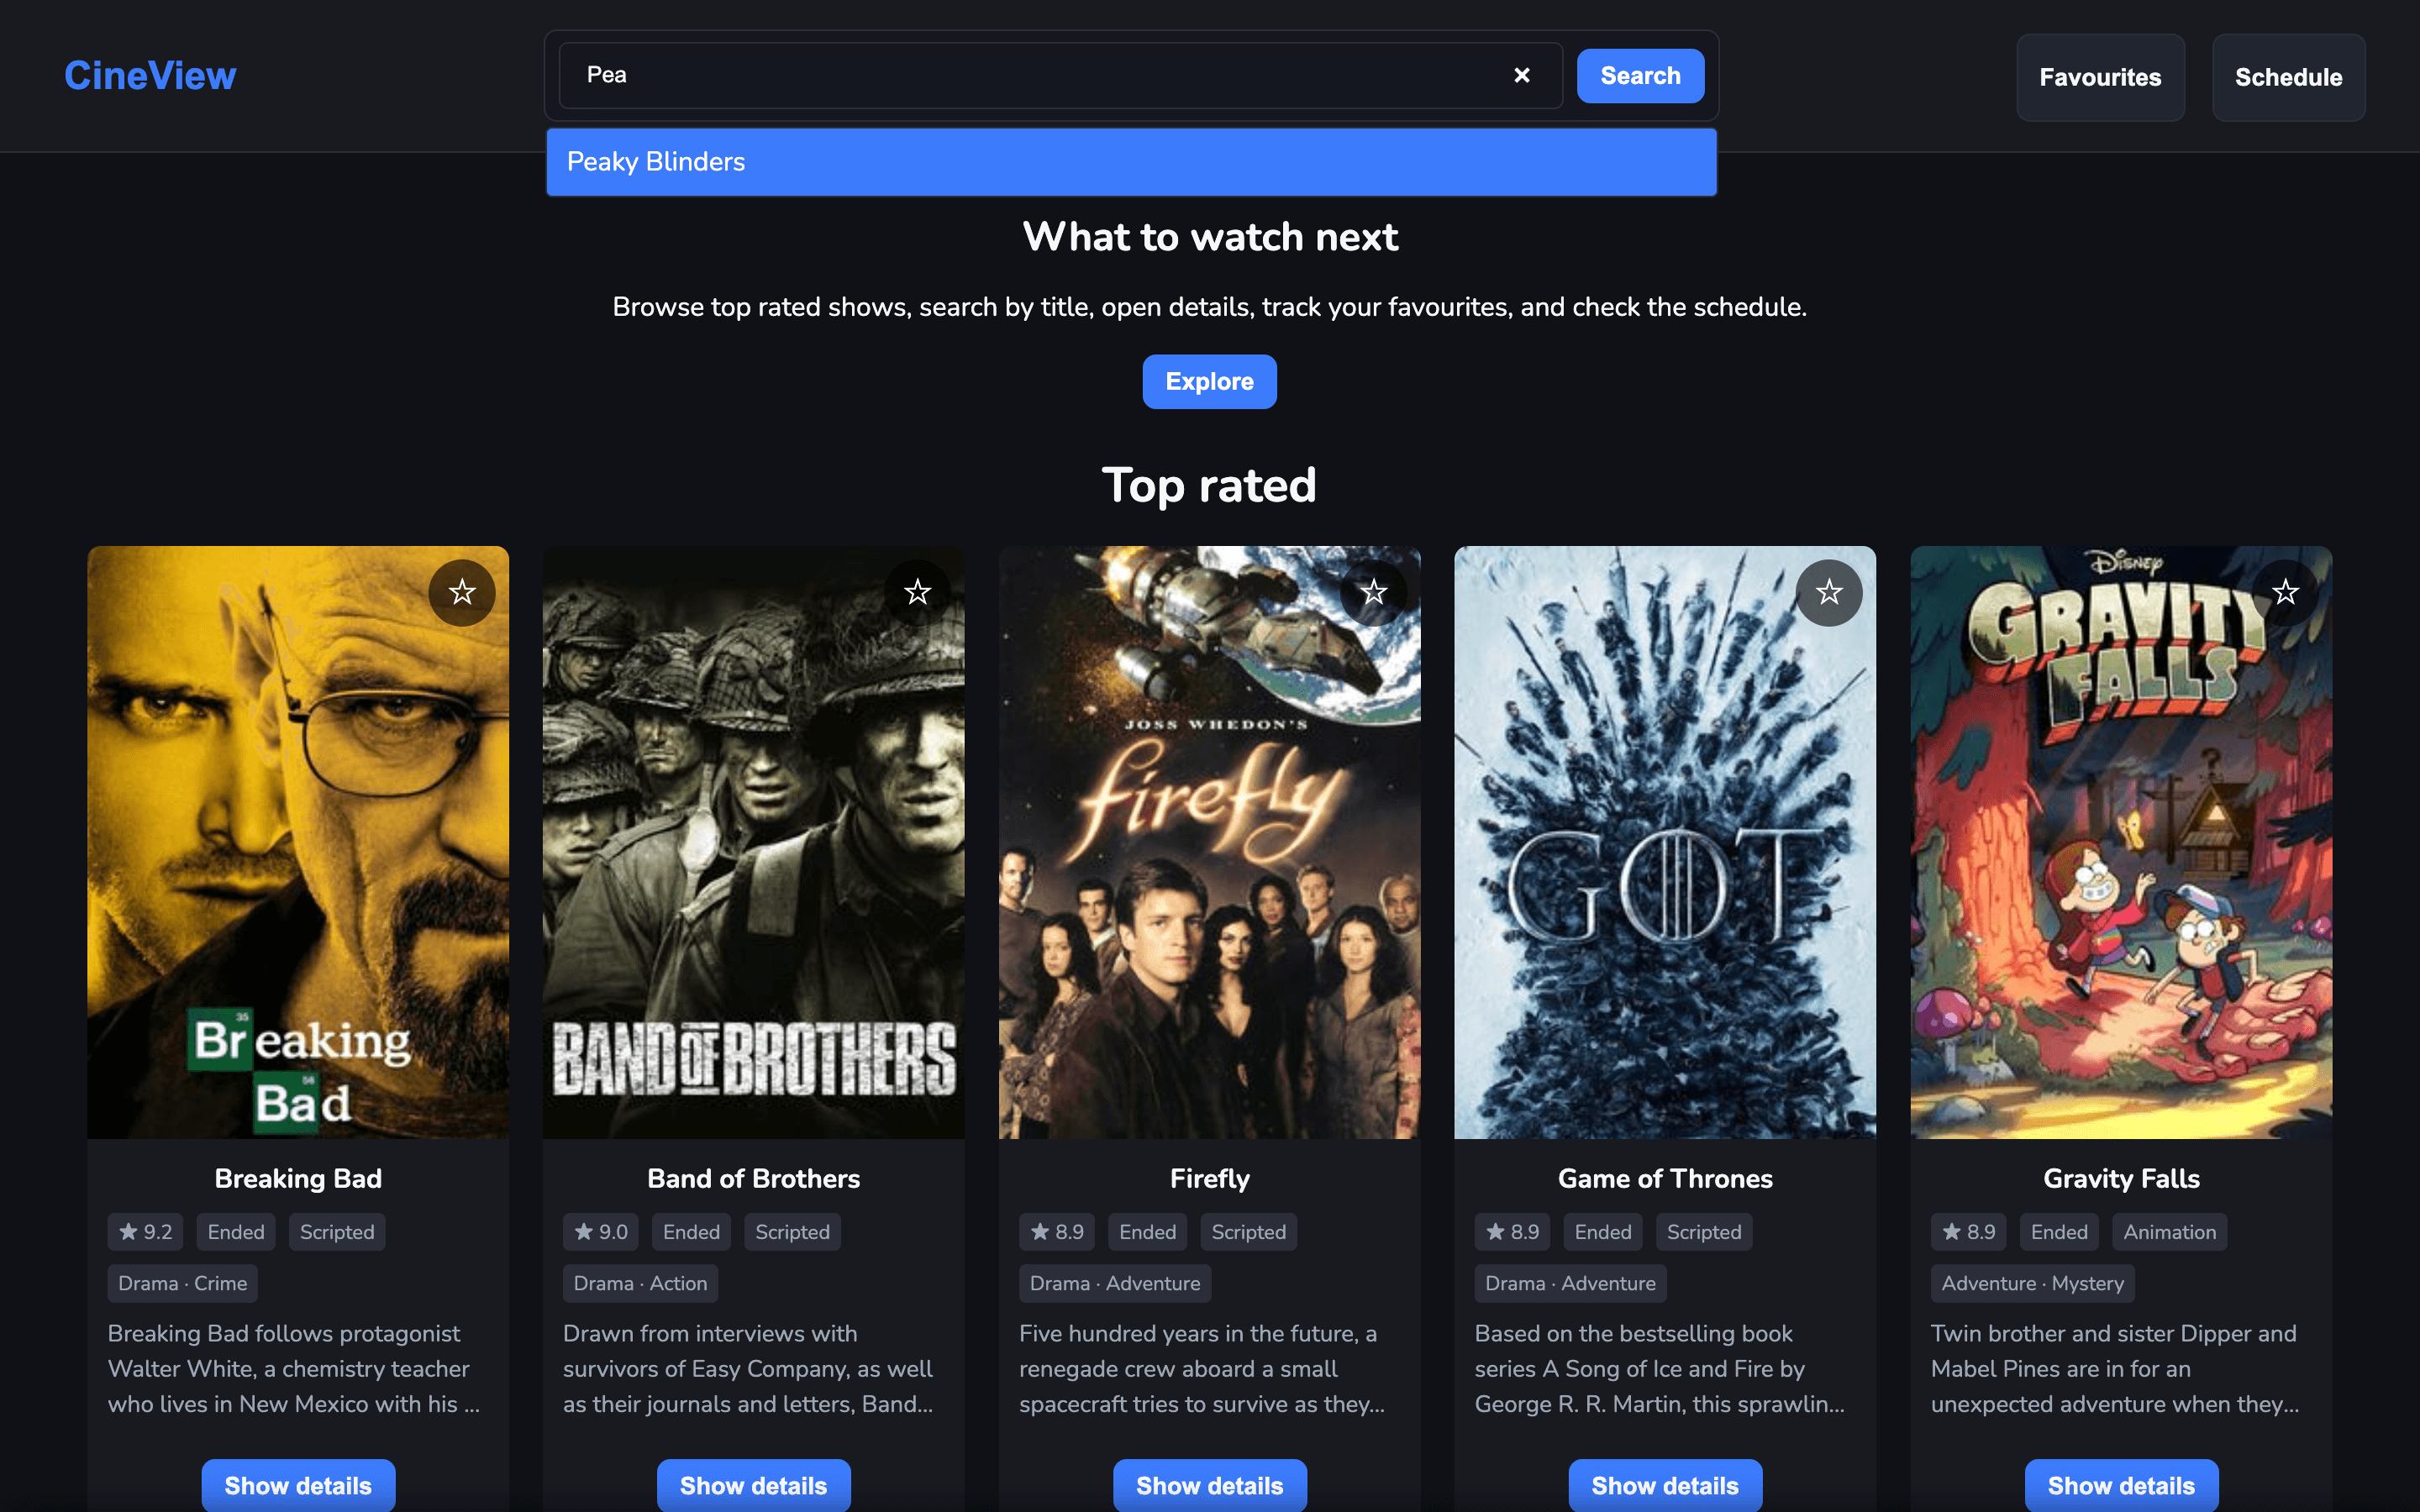 CineView
Pea
Search
Favourites
Schedule
Peaky Blinders
What to watch next
Browse top rated shows, search by title, open details, track your favourites, and check the schedule.
Explore
Top rated
35
Breaking
56
Bad
BAND OF BROTHERS
JOSS WHEDON'S
firefly
GOT
Disney
GRAVITY
FALLS
Breaking Bad
★ 9.2 Ended Scripted
Drama · Crime
Breaking Bad follows protagonist
Walter White, a chemistry teacher
who lives in New Mexico with his ...
Show details
Band of Brothers
★ 9.0 Ended Scripted
Drama · Action
Drawn from interviews with
survivors of Easy Company, as well
as their journals and letters, Band...
Show details
Firefly
★ 8.9 Ended Scripted
Drama · Adventure
Five hundred years in the future, a
renegade crew aboard a small
spacecraft tries to survive as they...
Show details
Game of Thrones
★ 8.9 Ended Scripted
Drama · Adventure
Based on the bestselling book
series A Song of Ice and Fire by
George R. R. Martin, this sprawlin...
Show details
Gravity Falls
★ 8.9 Ended Animation
Adventure · Mystery
Twin brother and sister Dipper and
Mabel Pines are in for an
unexpected adventure when they...
Show details